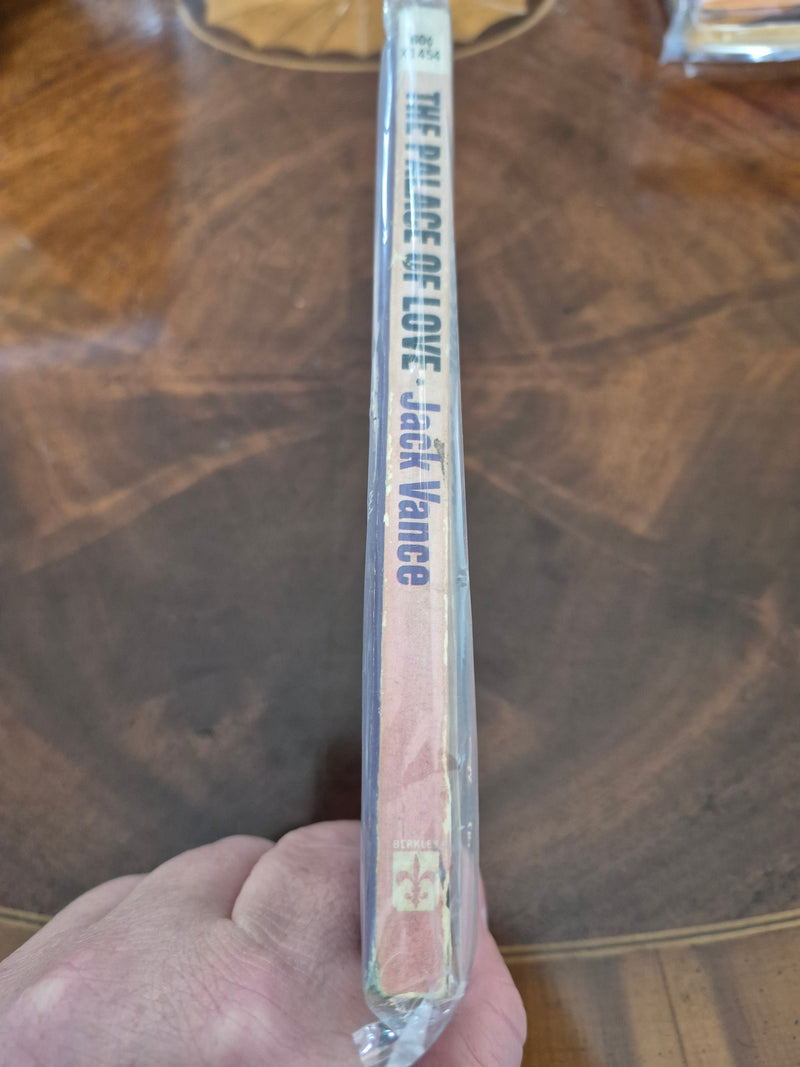 60¢
X1454
THE PALACE OF LOVE · Jack Vance
BERKLEY